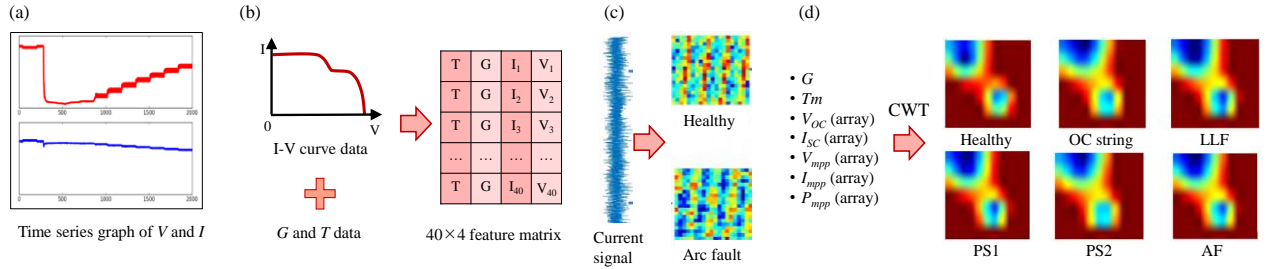 (a)
0 500 1000 1500 2000
0 500 1000 1500 2000
Time series graph of V and I
(b)
I
0
V
I-V curve data
G and T data
T G I1 V1
T G I2 V2
T G I3 V3
... ... ... ...
T G I40 V40
40×4 feature matrix
(c)
Current
signal
Healthy
Arc fault
(d)
• G
• Tm
• VOC (array)
• ISC (array)
• Vmpp (array)
• Impp (array)
• Pmpp (array)
CWT
Healthy
OC string
LLF
PS1
PS2
AF